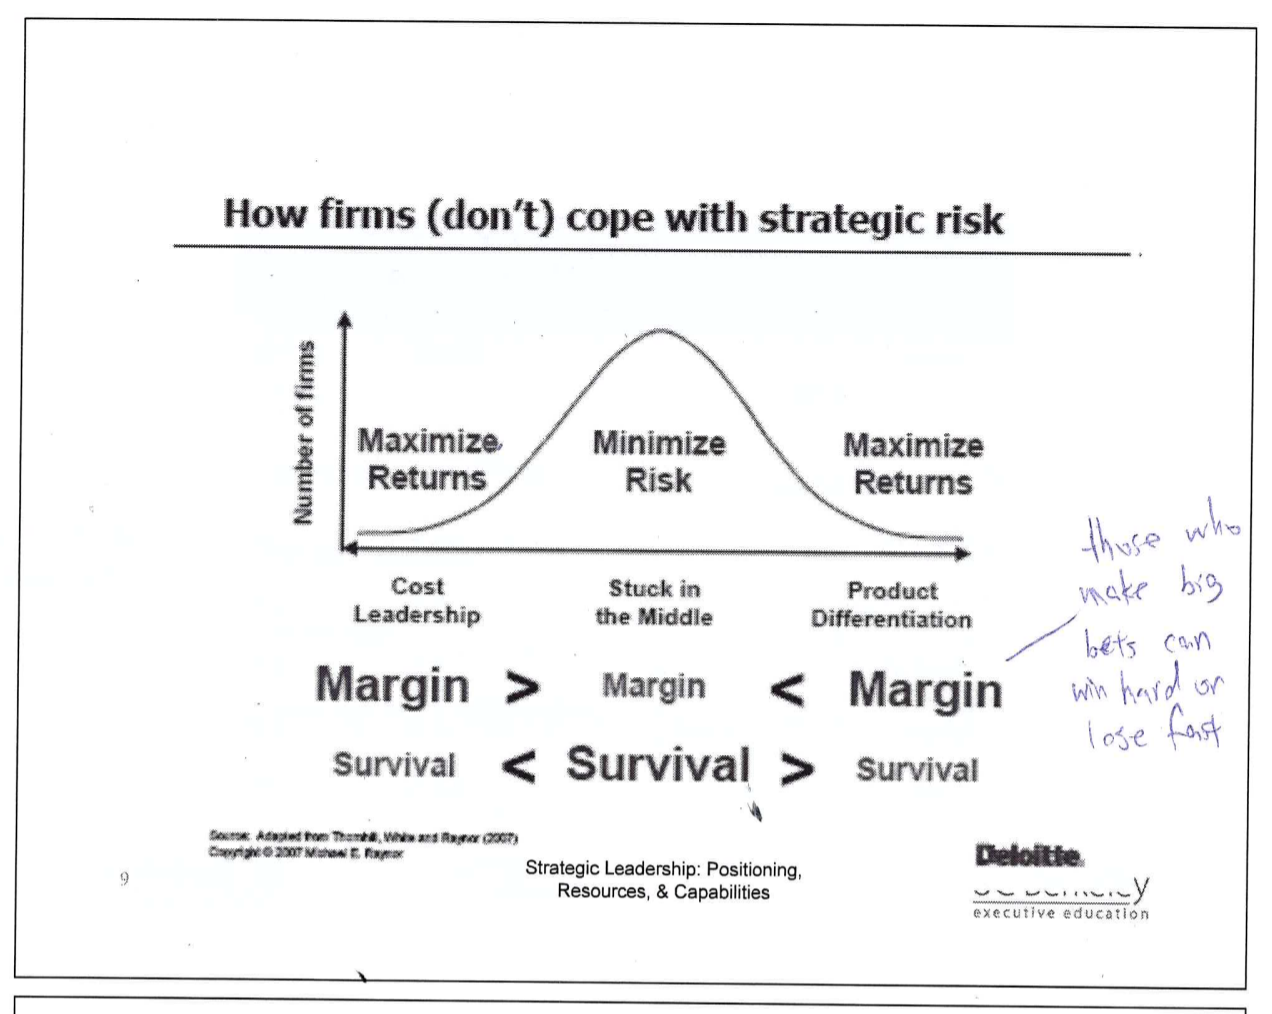 How firms (don't) cope with strategic risk
Number of firms
Maximize
Returns
Minimize
Risk
Maximize
Returns
Cost
Leadership
Stuck in
the Middle
Product
Differentiation
Margin > Margin < Margin
Survival < Survival > Survival
those who
make big
bets can
win hard or
lose fast
Source: Adapted from Thornhill, White and Raynor (2007)
Copyright © 2007 Michael E. Raynor
9
Strategic Leadership: Positioning,
Resources, & Capabilities
Deloitte.
executive education